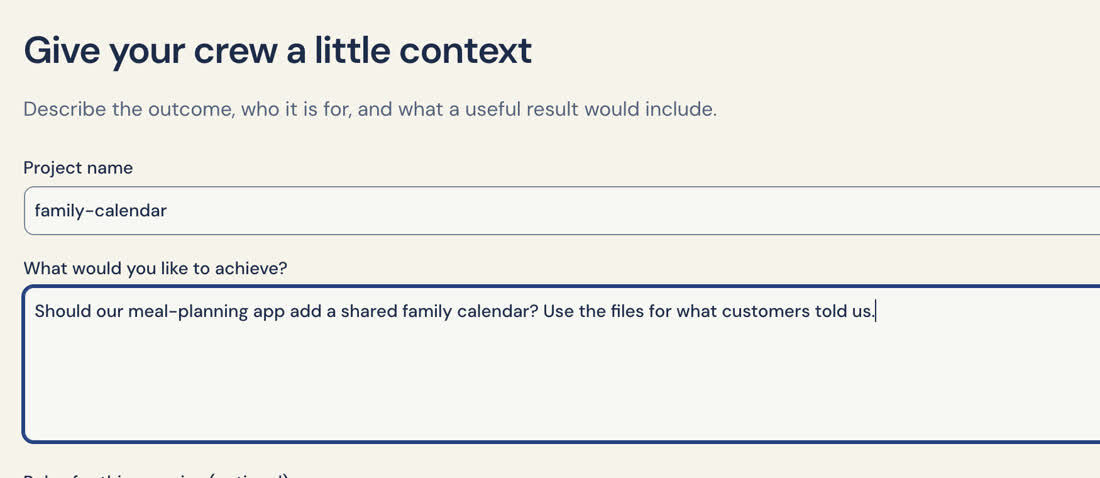 Give your crew a little context
Describe the outcome, who it is for, and what a useful result would include.
Project name
family-calendar
What would you like to achieve?
Should our meal-planning app add a shared family calendar? Use the files for what customers told us.